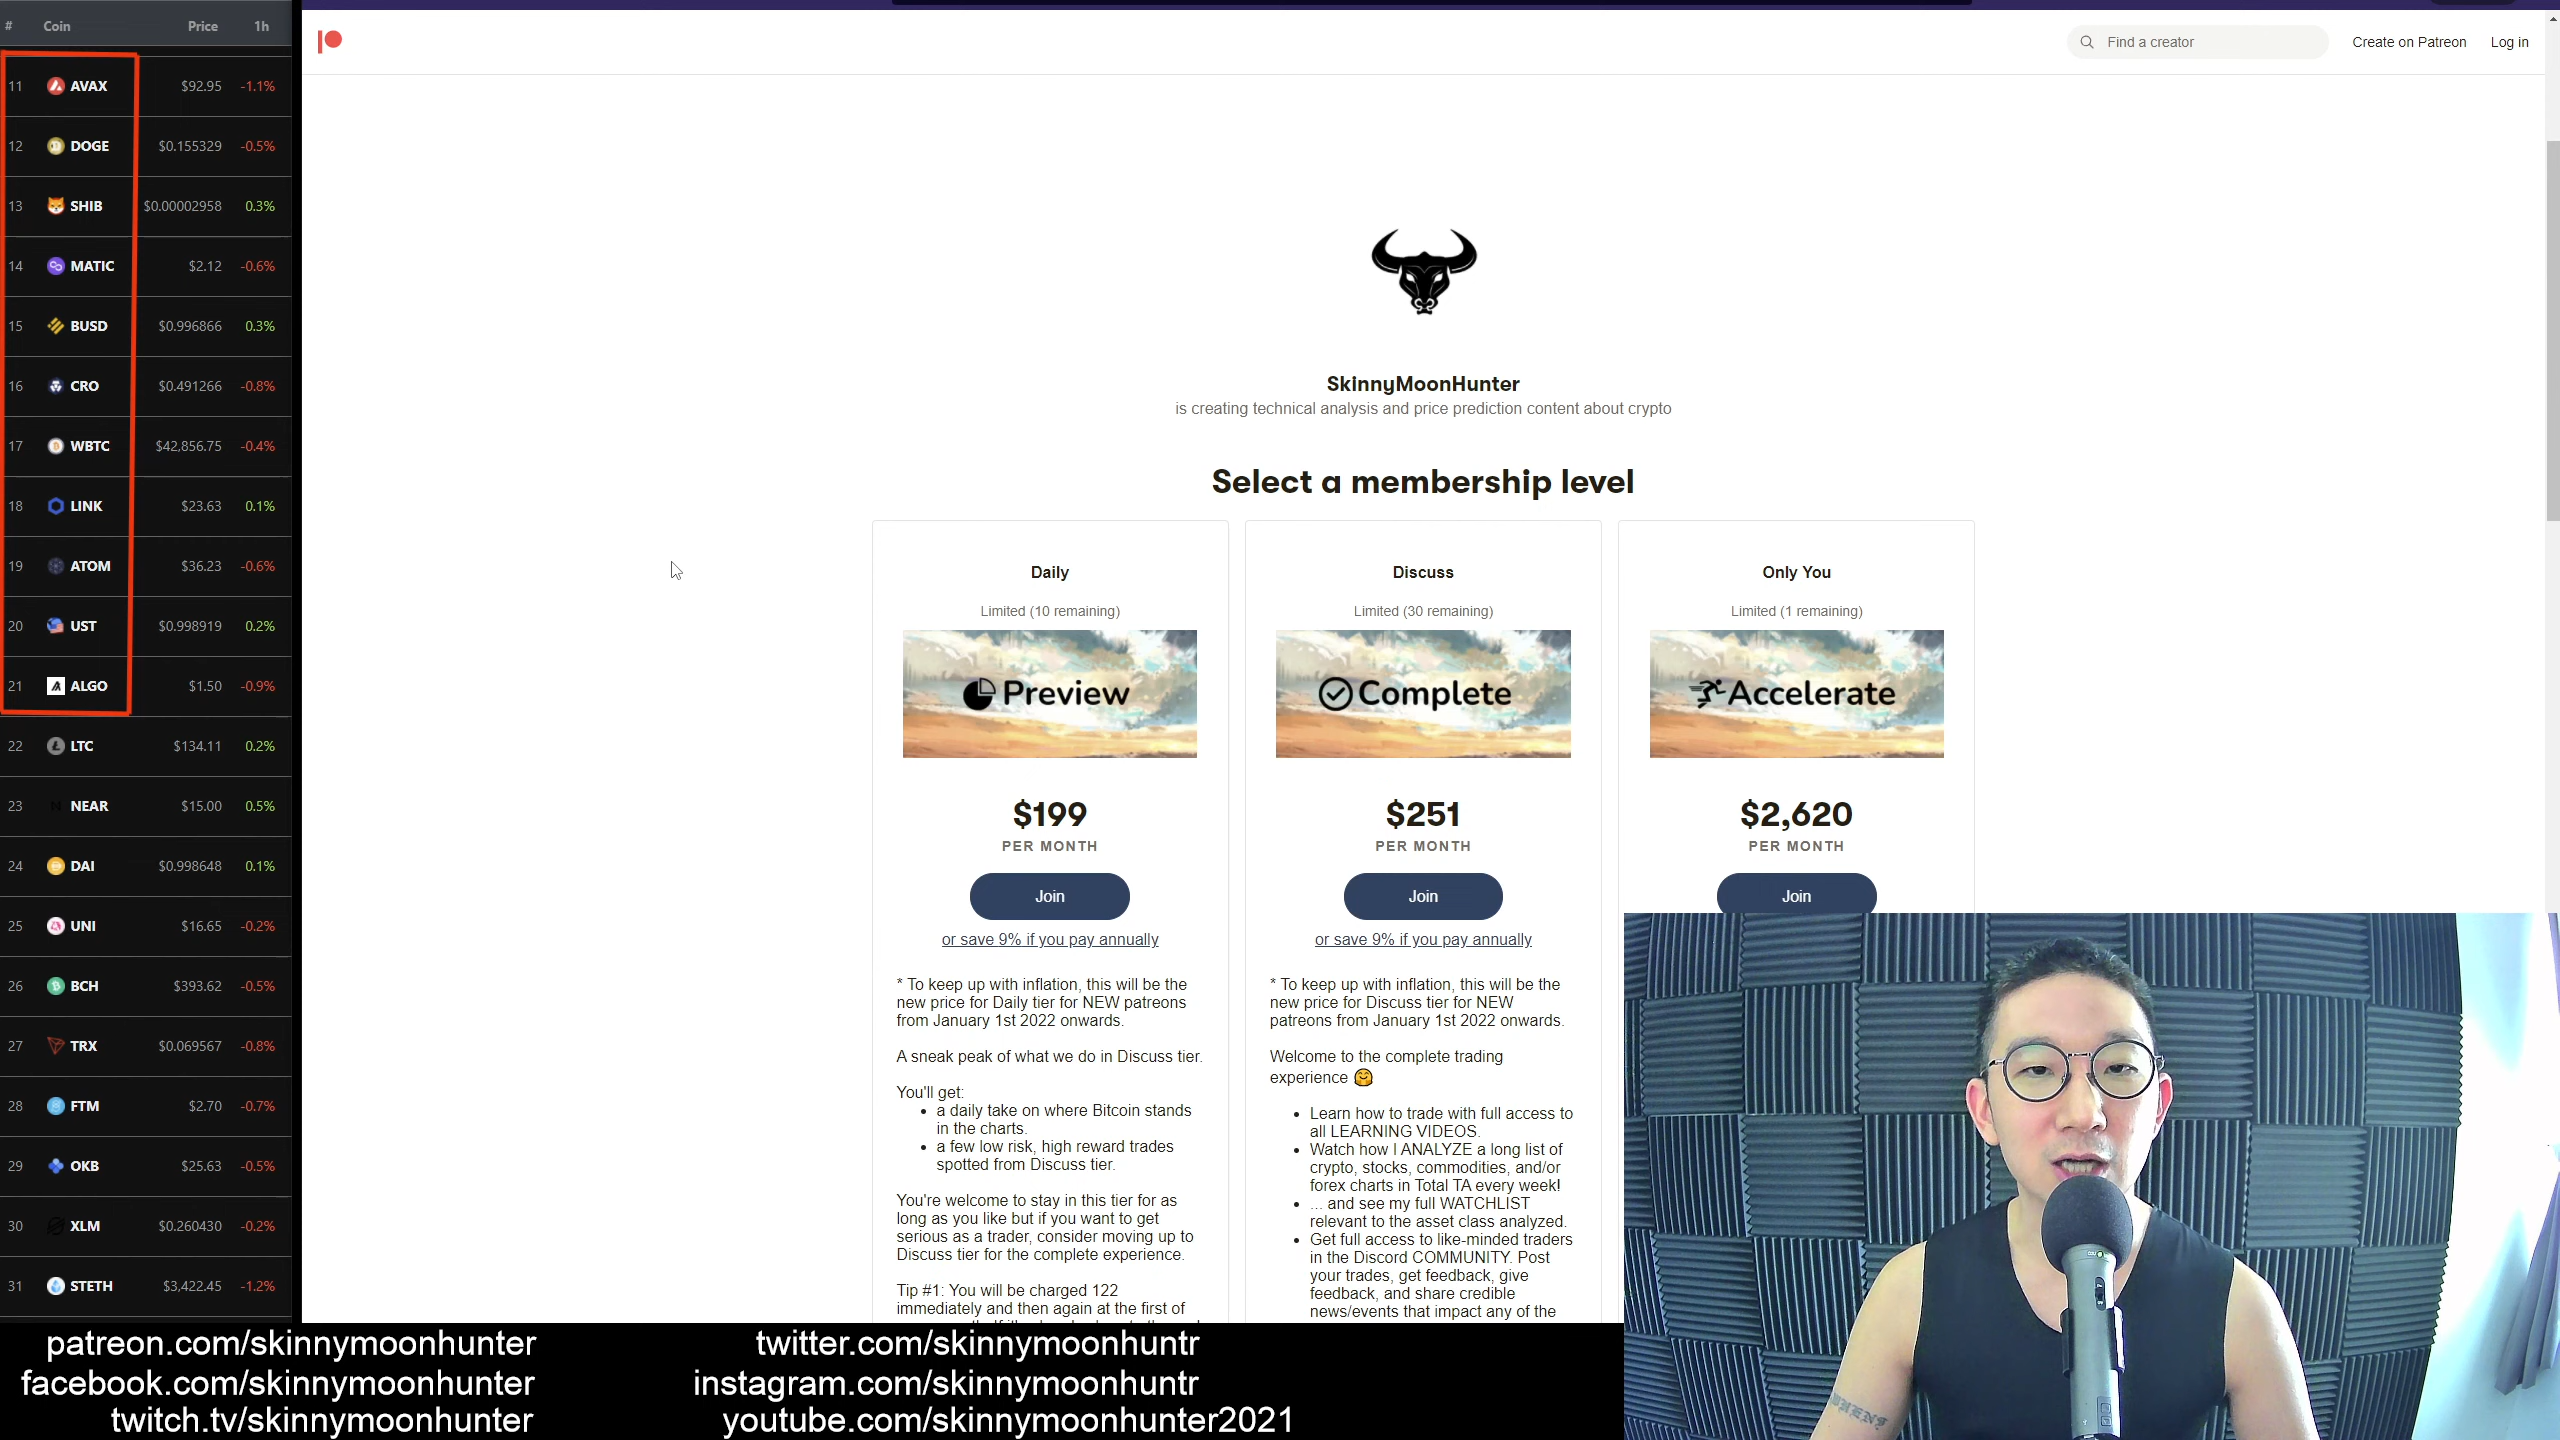 # Coin Price 1h
11 AVAX $92.95 -1.1%
12 DOGE $0.155329 -0.5%
13 SHIB $0.00002958 0.3%
14 MATIC $2.12 -0.6%
15 BUSD $0.996866 0.3%
16 CRO $0.491266 -0.8%
17 WBTC $42,856.75 -0.4%
18 LINK $23.63 0.1%
19 ATOM $36.23 -0.6%
20 UST $0.998919 0.2%
21 ALGO $1.50 -0.9%
22 LTC $134.11 0.2%
23 NEAR $15.00 0.5%
24 DAI $0.998648 0.1%
25 UNI $16.65 -0.2%
26 BCH $393.62 -0.5%
27 TRX $0.069567 -0.8%
28 FTM $2.70 -0.7%
29 OKB $25.63 -0.5%
30 XLM $0.260430 -0.2%
31 STETH $3,422.45 -1.2%
Find a creator
Create on Patreon
Log in
SkinnyMoonHunter
is creating technical analysis and price prediction content about crypto
Select a membership level
Daily
Limited (10 remaining)
Preview
$199
PER MONTH
Join
or save 9% if you pay annually
* To keep up with inflation, this will be the
new price for Daily tier for NEW patreons
from January 1st 2022 onwards.
A sneak peak of what we do in Discuss tier.
You'll get:
• a daily take on where Bitcoin stands
in the charts.
• a few low risk, high reward trades
spotted from Discuss tier.
You're welcome to stay in this tier for as
long as you like but if you want to get
serious as a trader, consider moving up to
Discuss tier for the complete experience.
Tip #1: You will be charged 122
immediately and then again at the first of
Discuss
Limited (30 remaining)
Complete
$251
PER MONTH
Join
or save 9% if you pay annually
* To keep up with inflation, this will be the
new price for Discuss tier for NEW
patreons from January 1st 2022 onwards.
Welcome to the complete trading
experience 🤗
• Learn how to trade with full access to
all LEARNING VIDEOS.
• Watch how I ANALYZE a long list of
crypto, stocks, commodities, and/or
forex charts in Total TA every week!
• ... and see my full WATCHLIST
relevant to the asset class analyzed.
• Get full access to like-minded traders
in the Discord COMMUNITY. Post
your trades, get feedback, give
feedback, and share credible
news/events that impact any of the
Only You
Limited (1 remaining)
Accelerate
$2,620
PER MONTH
Join
patreon.com/skinnymoonhunter
facebook.com/skinnymoonhunter
twitch.tv/skinnymoonhunter
twitter.com/skinnymoonhuntr
instagram.com/skinnymoonhuntr
youtube.com/skinnymoonhunter2021